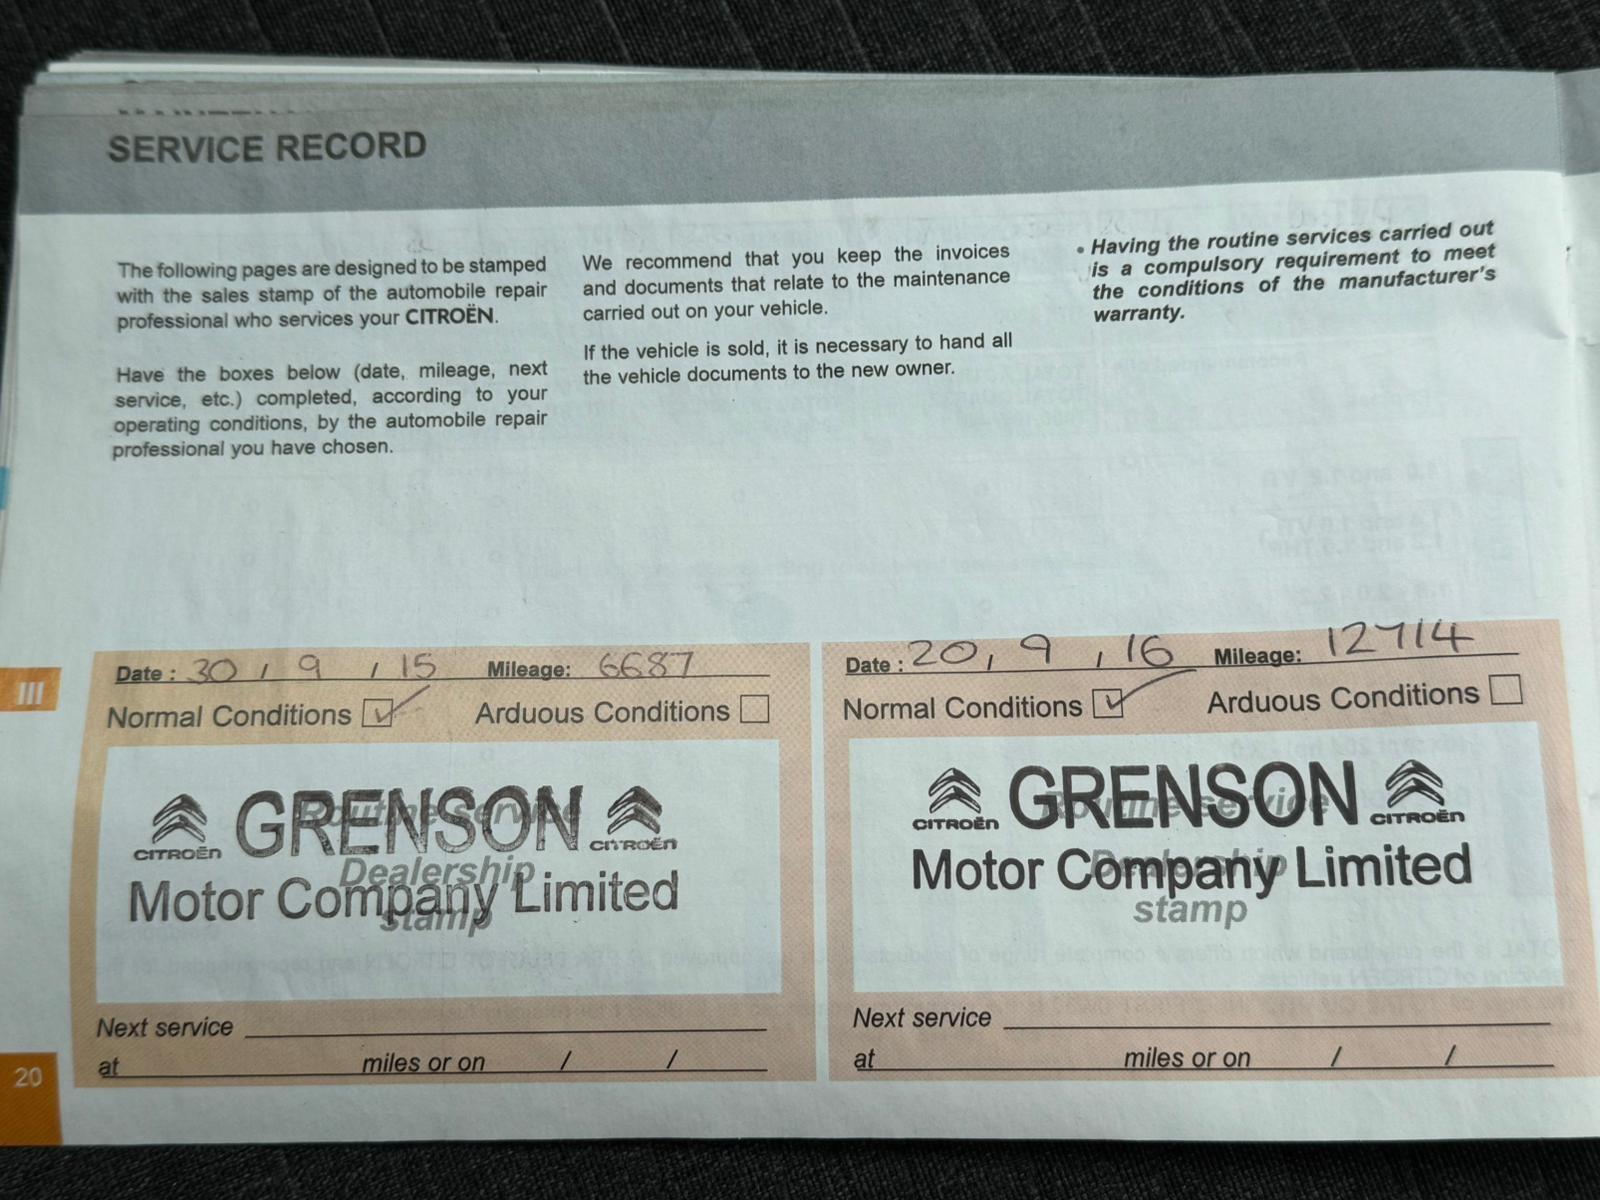 SERVICE RECORD
The following pages are designed to be stamped
with the sales stamp of the automobile repair
professional who services your CITROËN.
Have the boxes below (date, mileage, next
service, etc.) completed, according to your
operating conditions, by the automobile repair
professional you have chosen.
We recommend that you keep the invoices
and documents that relate to the maintenance
carried out on your vehicle.
If the vehicle is sold, it is necessary to hand all
the vehicle documents to the new owner.
• Having the routine services carried out
is a compulsory requirement to meet
the conditions of the manufacturer's
warranty.
III
Date : 30 / 9 / 15 Mileage: 6687
Normal Conditions ☑ Arduous Conditions ☐
Routine service
Dealership
stamp
CITROËN GRENSON CITROËN
Motor Company Limited
Next service
at miles or on / /
Date : 20 / 9 / 16 Mileage: 12714
Normal Conditions ☑ Arduous Conditions ☐
Routine service
Dealership
stamp
CITROËN GRENSON CITROËN
Motor Company Limited
Next service
at miles or on / /
20